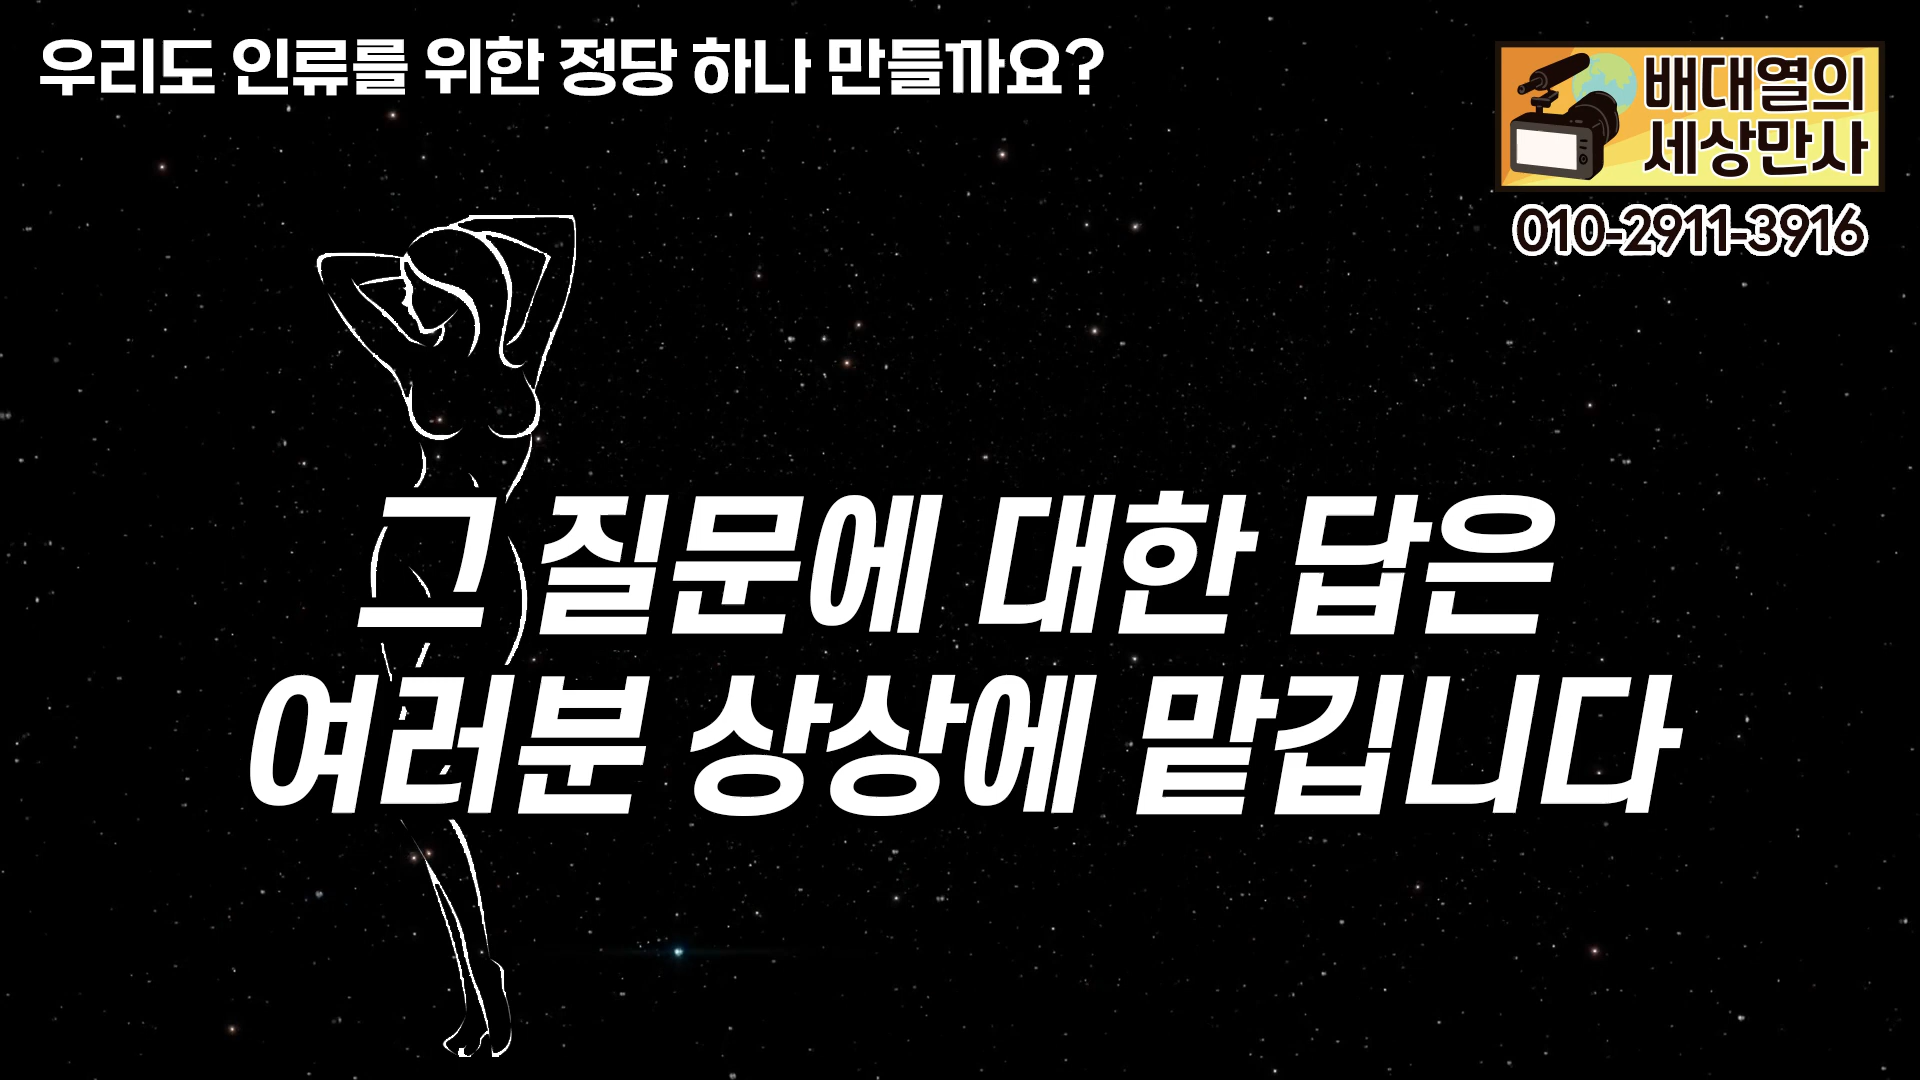 우리도 인류를 위한 정당 하나 만들까요?
배대열의
세상만사
010-2911-3916
그 질문에 대한 답은
여러분 상상에 맡깁니다